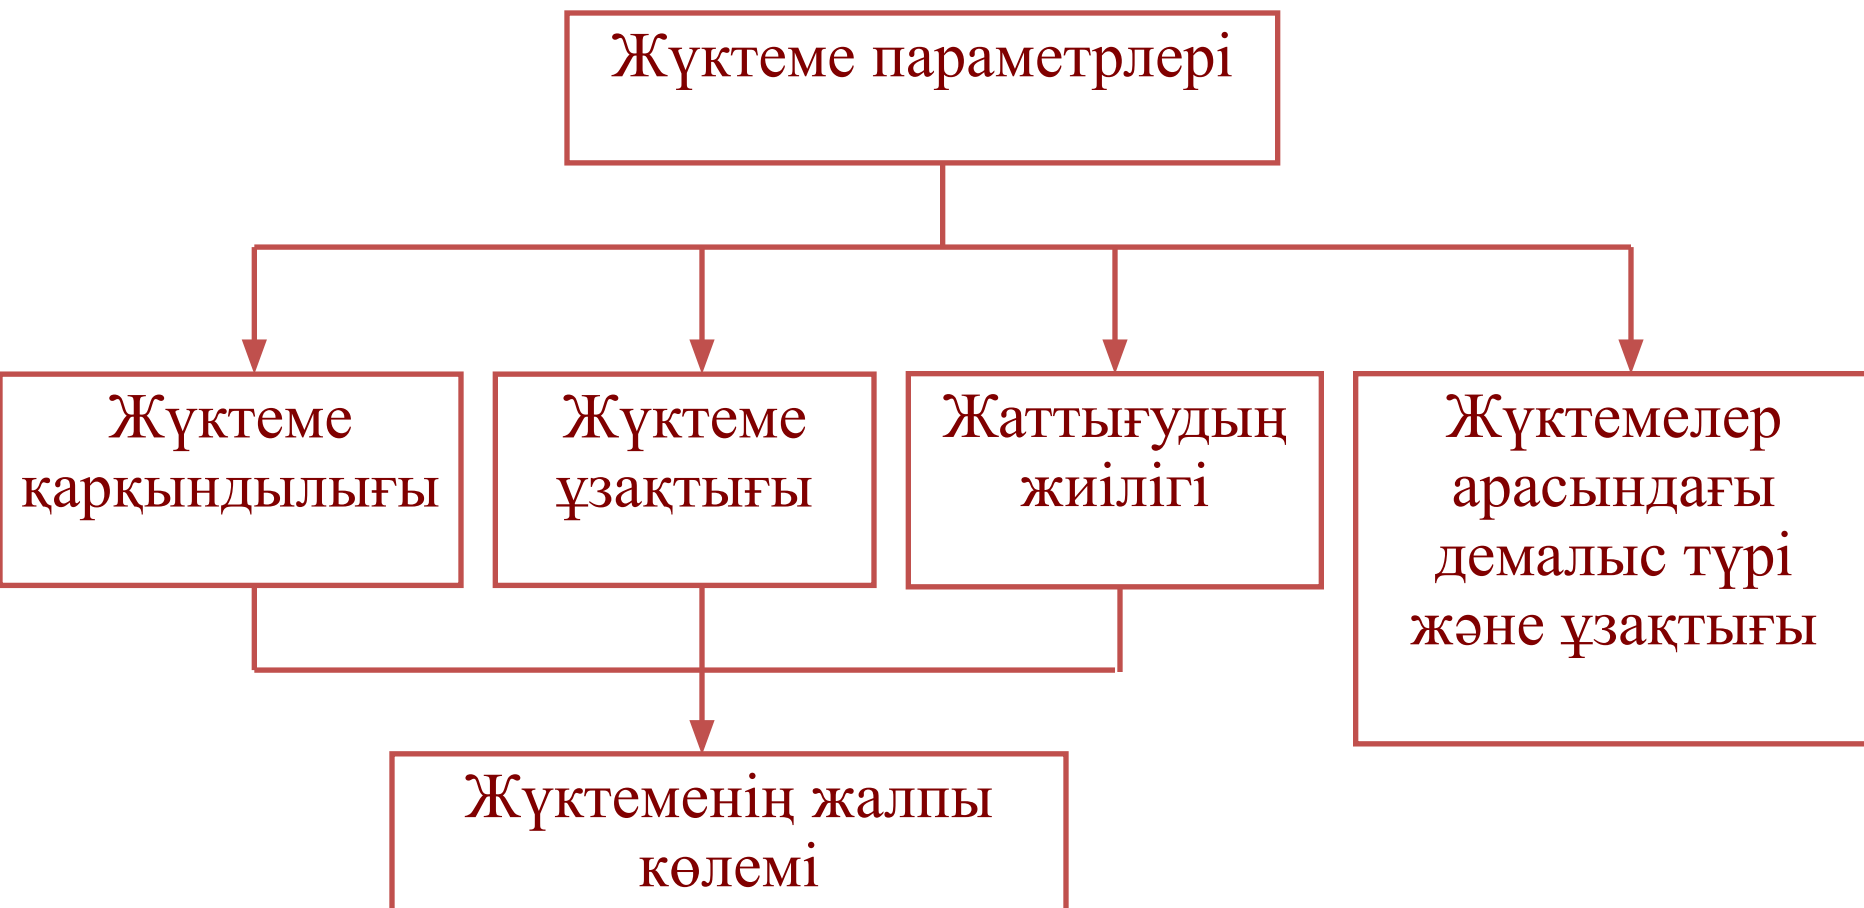 Жүктеме параметрлері
Жүктеме
қарқындылығы
Жүктеме
ұзақтығы
Жаттығудың
жиілігі
Жүктемелер
арасындағы
демалыс түрі
және ұзақтығы
Жүктеменің жалпы
көлемі